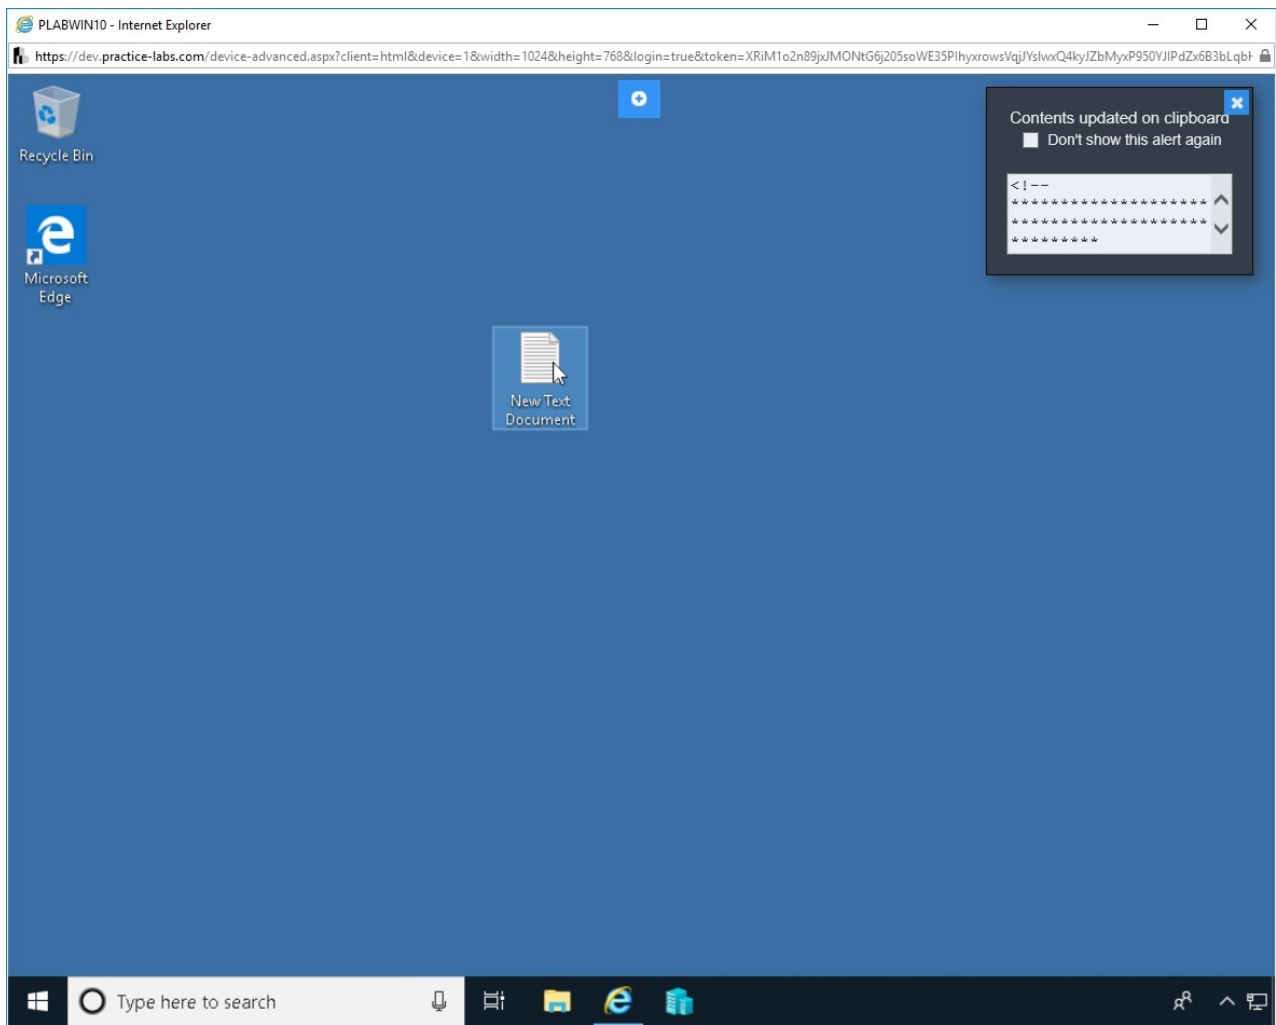 PLABWIN10 - Internet Explorer
https://dev.practice-labs.com/device-advanced.aspx?client=html&device=1&width=1024&height=768&login=true&token=XRiM1o2n89jxJMONtG6j205soWE35PIhyxrowsVqjJYsIwxQ4kyJZbMyxP950YJIPdZx6B3bLqbH
Recycle Bin
Contents updated on clipboard
Don't show this alert again
<!--
********************
********************
*********
Microsoft
Edge
New Text
Document
Type here to search